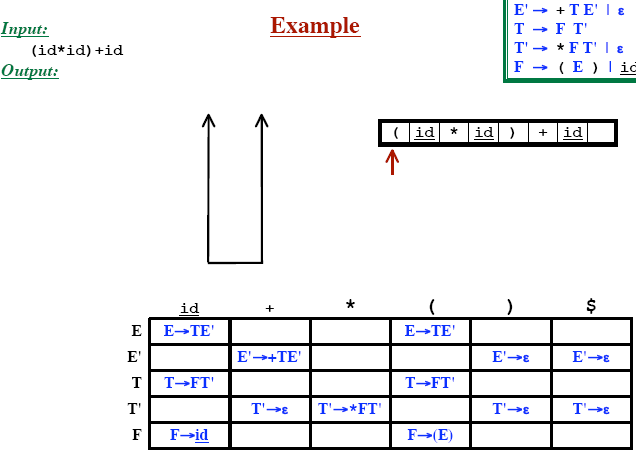 E' → + T E' | ε
Example
Input:
T → F T'
(id*id)+id
T' → * F T' | ε
Output:
F → ( E ) | id
( id * id ) + id
id + * ( ) $
E E→TE' E→TE'
E' E'→+TE' E'→ε E'→ε
T T→FT' T→FT'
T' T'→ε T'→*FT' T'→ε T'→ε
F F→id F→(E)